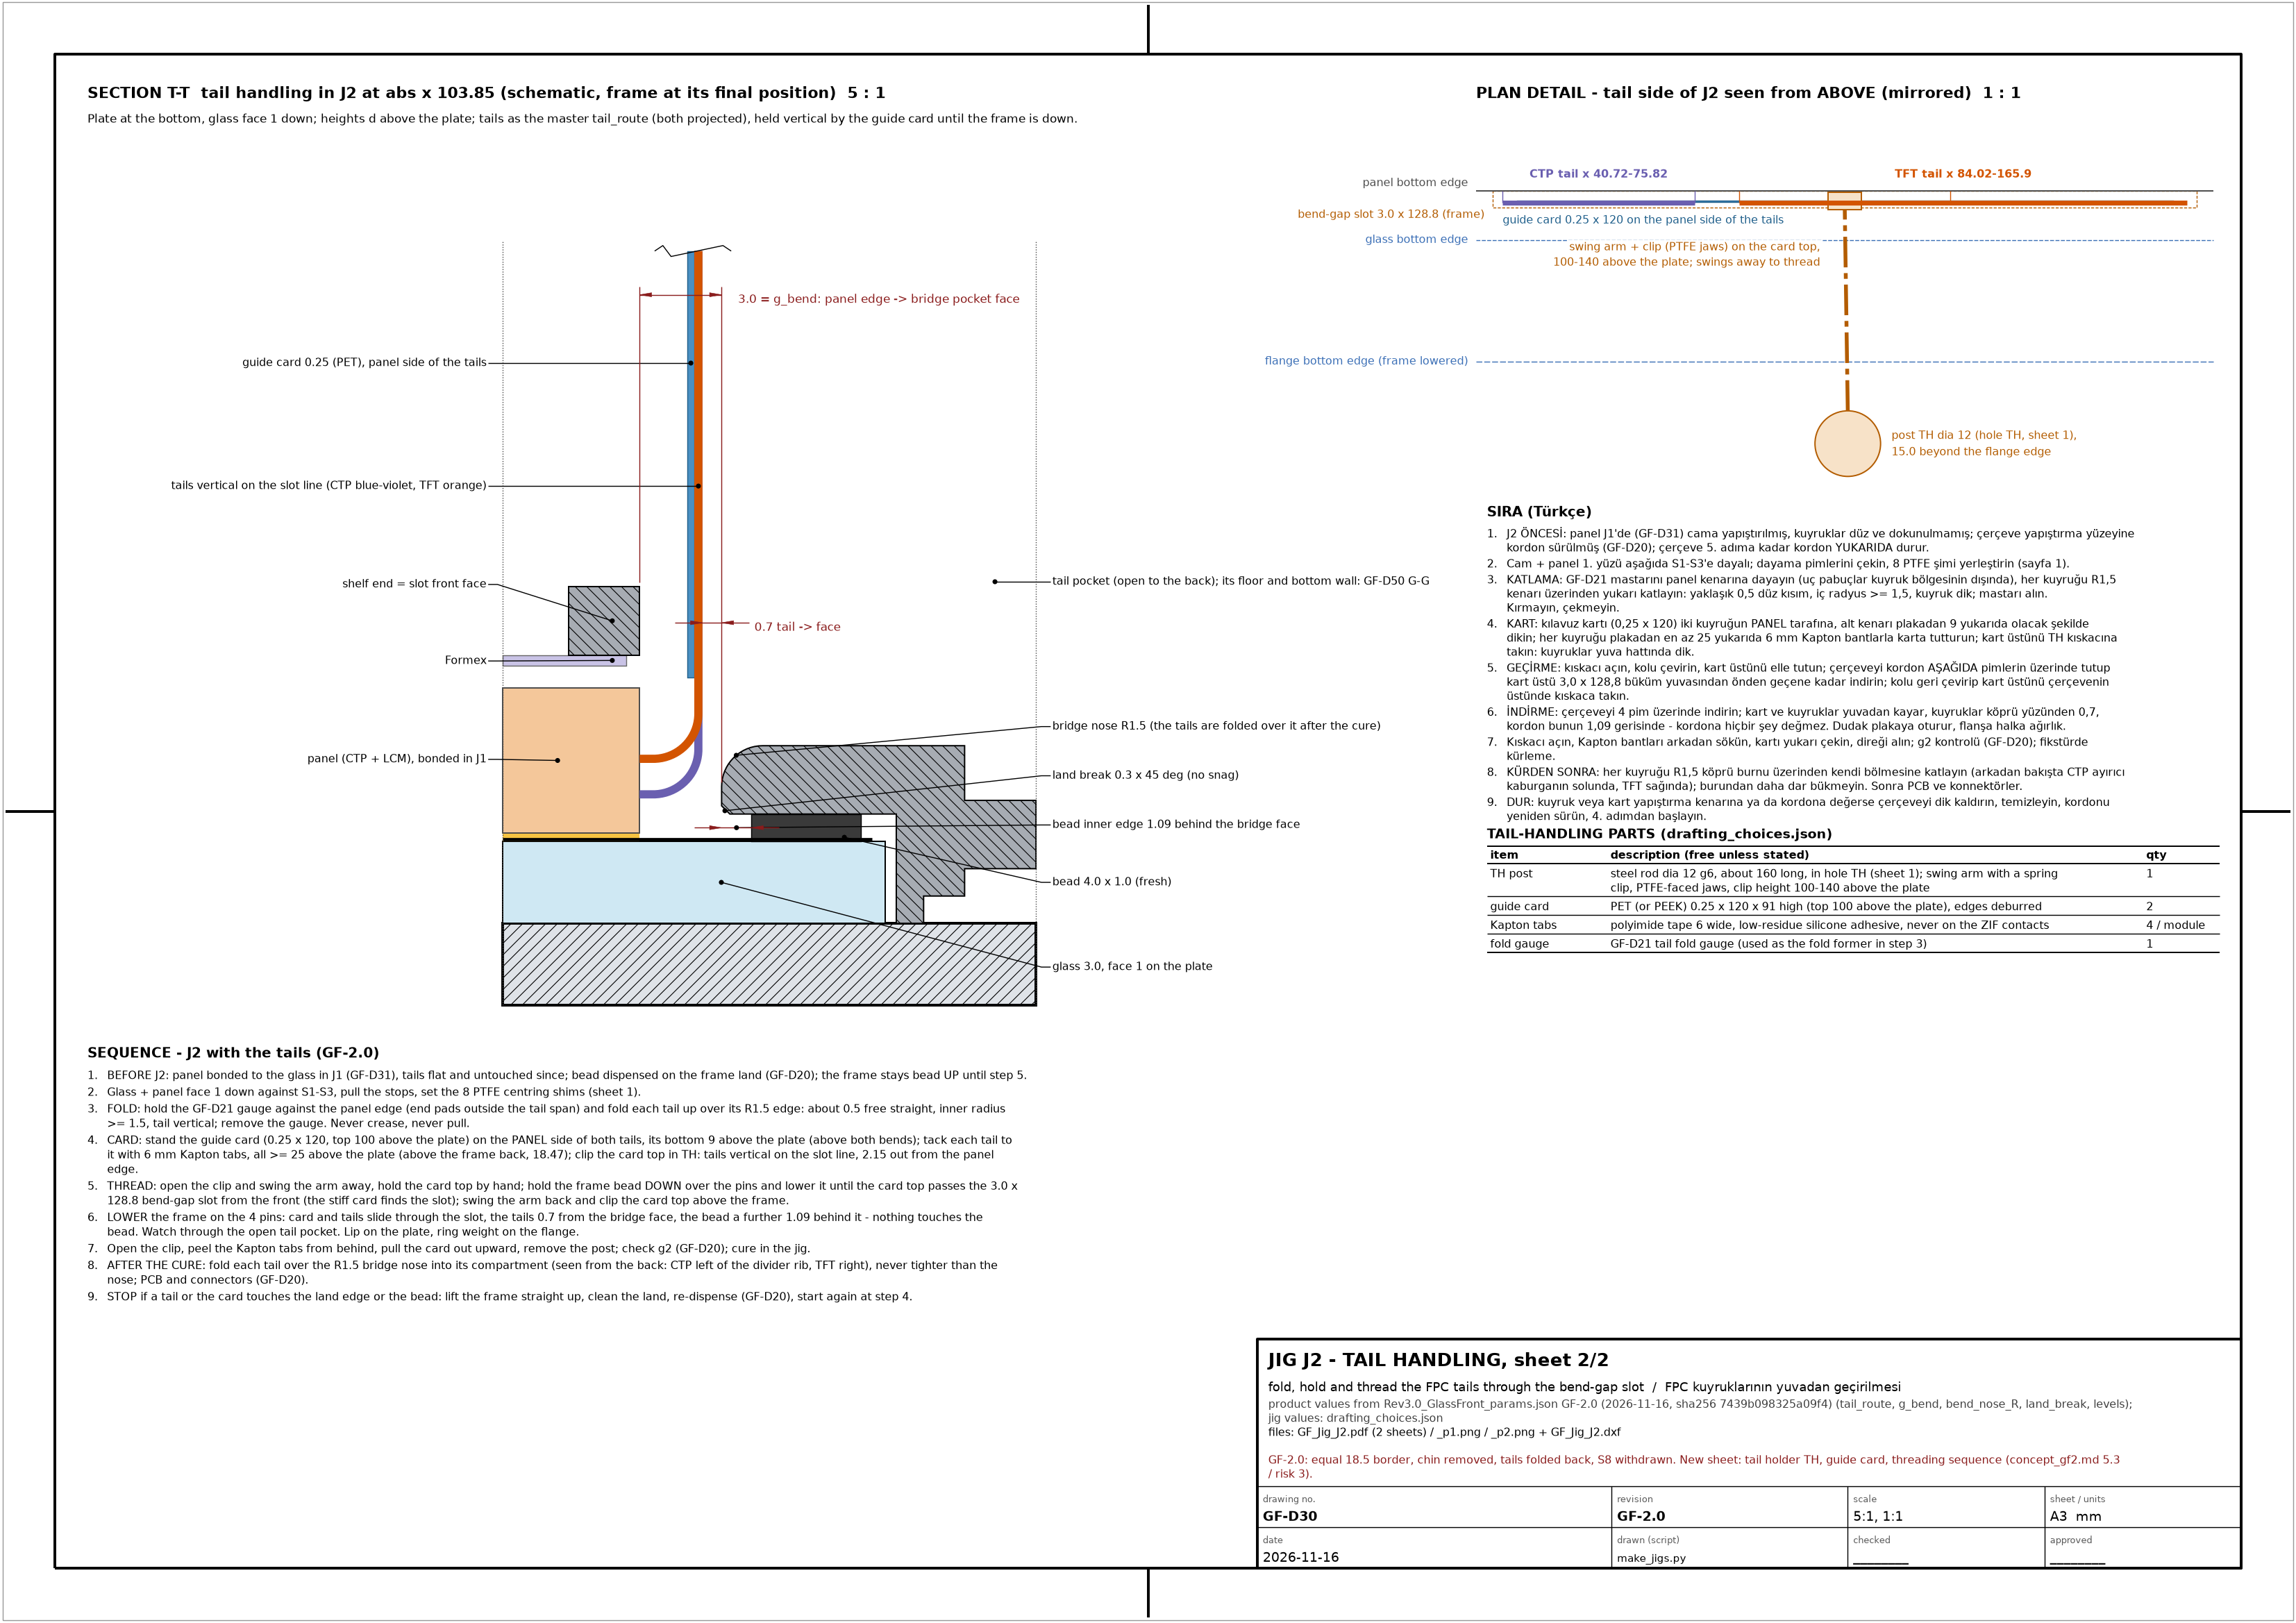 SECTION T-T  tail handling in J2 at abs x 103.85 (schematic, frame at its final position)  5 : 1
Plate at the bottom, glass face 1 down; heights d above the plate; tails as the master tail_route (both projected), held vertical by the guide card until the frame is down.
3.0 = g_bend: panel edge -> bridge pocket face
guide card 0.25 (PET), panel side of the tails
tails vertical on the slot line (CTP blue-violet, TFT orange)
shelf end = slot front face
tail pocket (open to the back); its floor and bottom wall: GF-D50 G-G
0.7 tail -> face
Formex
bridge nose R1.5 (the tails are folded over it after the cure)
panel (CTP + LCM), bonded in J1
land break 0.3 x 45 deg (no snag)
bead inner edge 1.09 behind the bridge face
bead 4.0 x 1.0 (fresh)
glass 3.0, face 1 on the plate
PLAN DETAIL - tail side of J2 seen from ABOVE (mirrored)  1 : 1
CTP tail x 40.72-75.82
TFT tail x 84.02-165.9
panel bottom edge
bend-gap slot 3.0 x 128.8 (frame)
guide card 0.25 x 120 on the panel side of the tails
glass bottom edge
swing arm + clip (PTFE jaws) on the card top,
100-140 above the plate; swings away to thread
flange bottom edge (frame lowered)
post TH dia 12 (hole TH, sheet 1),
15.0 beyond the flange edge
SIRA (Türkçe)
1. J2 ÖNCESİ: panel J1'de (GF-D31) cama yapıştırılmış, kuyruklar düz ve dokunulmamış; çerçeve yapıştırma yüzeyine
kordon sürülmüş (GF-D20); çerçeve 5. adıma kadar kordon YUKARIDA durur.
2. Cam + panel 1. yüzü aşağıda S1-S3'e dayalı; dayama pimlerini çekin, 8 PTFE şimi yerleştirin (sayfa 1).
3. KATLAMA: GF-D21 mastarını panel kenarına dayayın (uç pabuçlar kuyruk bölgesinin dışında), her kuyruğu R1,5
kenarı üzerinden yukarı katlayın: yaklaşık 0,5 düz kısım, iç radyus >= 1,5, kuyruk dik; mastarı alın.
Kırmayın, çekmeyin.
4. KART: kılavuz kartı (0,25 x 120) iki kuyruğun PANEL tarafına, alt kenarı plakadan 9 yukarıda olacak şekilde
dikin; her kuyruğu plakadan en az 25 yukarıda 6 mm Kapton bantlarla karta tutturun; kart üstünü TH kıskacına
takın: kuyruklar yuva hattında dik.
5. GEÇİRME: kıskacı açın, kolu çevirin, kart üstünü elle tutun; çerçeveyi kordon AŞAĞIDA pimlerin üzerinde tutup
kart üstü 3,0 x 128,8 büküm yuvasından önden geçene kadar indirin; kolu geri çevirip kart üstünü çerçevenin
üstünde kıskaca takın.
6. İNDİRME: çerçeveyi 4 pim üzerinde indirin; kart ve kuyruklar yuvadan kayar, kuyruklar köprü yüzünden 0,7,
kordon bunun 1,09 gerisinde - kordona hiçbir şey değmez. Dudak plakaya oturur, flanşa halka ağırlık.
7. Kıskacı açın, Kapton bantları arkadan sökün, kartı yukarı çekin, direği alın; g2 kontrolü (GF-D20); fikstürde
kürleme.
8. KÜRDEN SONRA: her kuyruğu R1,5 köprü burnu üzerinden kendi bölmesine katlayın (arkadan bakışta CTP ayırıcı
kaburganın solunda, TFT sağında); burundan daha dar bükmeyin. Sonra PCB ve konnektörler.
9. DUR: kuyruk veya kart yapıştırma kenarına ya da kordona değerse çerçeveyi dik kaldırın, temizleyin, kordonu
yeniden sürün, 4. adımdan başlayın.
TAIL-HANDLING PARTS (drafting_choices.json)
item description (free unless stated) qty
TH post steel rod dia 12 g6, about 160 long, in hole TH (sheet 1); swing arm with a spring 1
clip, PTFE-faced jaws, clip height 100-140 above the plate
guide card PET (or PEEK) 0.25 x 120 x 91 high (top 100 above the plate), edges deburred 2
Kapton tabs polyimide tape 6 wide, low-residue silicone adhesive, never on the ZIF contacts 4 / module
fold gauge GF-D21 tail fold gauge (used as the fold former in step 3) 1
SEQUENCE - J2 with the tails (GF-2.0)
1. BEFORE J2: panel bonded to the glass in J1 (GF-D31), tails flat and untouched since; bead dispensed on the frame land (GF-D20); the frame stays bead UP until step 5.
2. Glass + panel face 1 down against S1-S3, pull the stops, set the 8 PTFE centring shims (sheet 1).
3. FOLD: hold the GF-D21 gauge against the panel edge (end pads outside the tail span) and fold each tail up over its R1.5 edge: about 0.5 free straight, inner radius
>= 1.5, tail vertical; remove the gauge. Never crease, never pull.
4. CARD: stand the guide card (0.25 x 120, top 100 above the plate) on the PANEL side of both tails, its bottom 9 above the plate (above both bends); tack each tail to
it with 6 mm Kapton tabs, all >= 25 above the plate (above the frame back, 18.47); clip the card top in TH: tails vertical on the slot line, 2.15 out from the panel
edge.
5. THREAD: open the clip and swing the arm away, hold the card top by hand; hold the frame bead DOWN over the pins and lower it until the card top passes the 3.0 x
128.8 bend-gap slot from the front (the stiff card finds the slot); swing the arm back and clip the card top above the frame.
6. LOWER the frame on the 4 pins: card and tails slide through the slot, the tails 0.7 from the bridge face, the bead a further 1.09 behind it - nothing touches the
bead. Watch through the open tail pocket. Lip on the plate, ring weight on the flange.
7. Open the clip, peel the Kapton tabs from behind, pull the card out upward, remove the post; check g2 (GF-D20); cure in the jig.
8. AFTER THE CURE: fold each tail over the R1.5 bridge nose into its compartment (seen from the back: CTP left of the divider rib, TFT right), never tighter than the
nose; PCB and connectors (GF-D20).
9. STOP if a tail or the card touches the land edge or the bead: lift the frame straight up, clean the land, re-dispense (GF-D20), start again at step 4.
JIG J2 - TAIL HANDLING, sheet 2/2
fold, hold and thread the FPC tails through the bend-gap slot  /  FPC kuyruklarının yuvadan geçirilmesi
product values from Rev3.0_GlassFront_params.json GF-2.0 (2026-11-16, sha256 7439b098325a09f4) (tail_route, g_bend, bend_nose_R, land_break, levels);
jig values: drafting_choices.json
files: GF_Jig_J2.pdf (2 sheets) / _p1.png / _p2.png + GF_Jig_J2.dxf
GF-2.0: equal 18.5 border, chin removed, tails folded back, S8 withdrawn. New sheet: tail holder TH, guide card, threading sequence (concept_gf2.md 5.3
/ risk 3).
drawing no. revision scale sheet / units
GF-D30 GF-2.0 5:1, 1:1 A3  mm
date drawn (script) checked approved
2026-11-16 make_jigs.py ________ ________